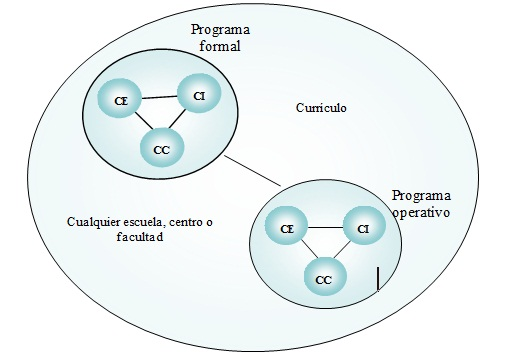 Programa
formal
CE
CI
CC
Curriculo
Cualquier escuela, centro o
facultad
Programa
operativo
CE
CI
CC